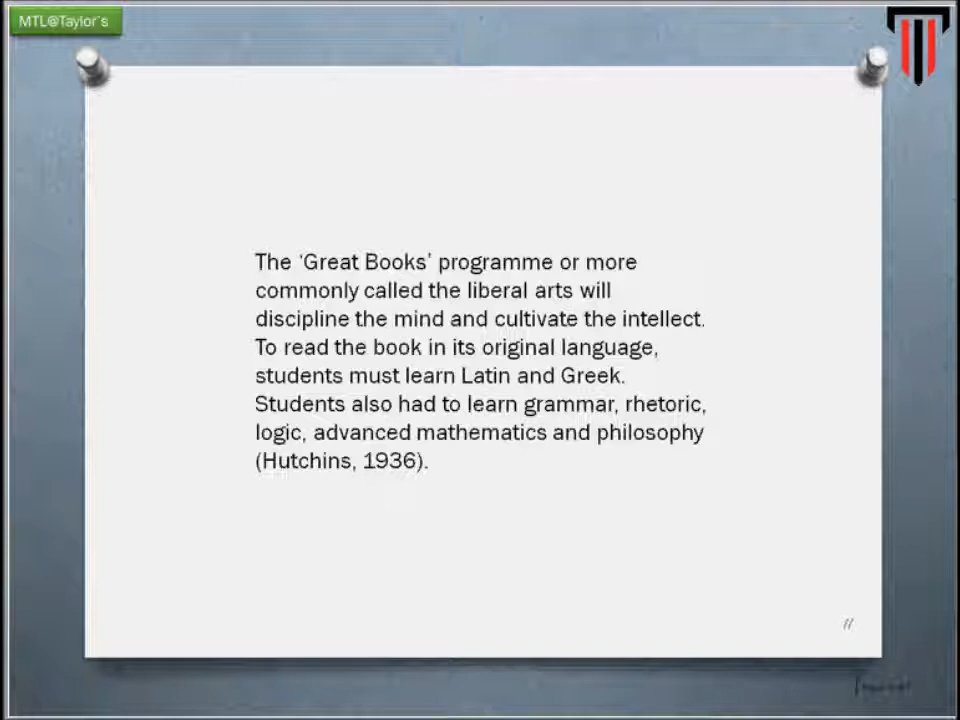 MTL@Taylor's
The ‘Great Books’ programme or more
commonly called the liberal arts will
discipline the mind and cultivate the intellect.
To read the book in its original language,
students must learn Latin and Greek.
Students also had to learn grammar, rhetoric,
logic, advanced mathematics and philosophy
(Hutchins, 1936).
11